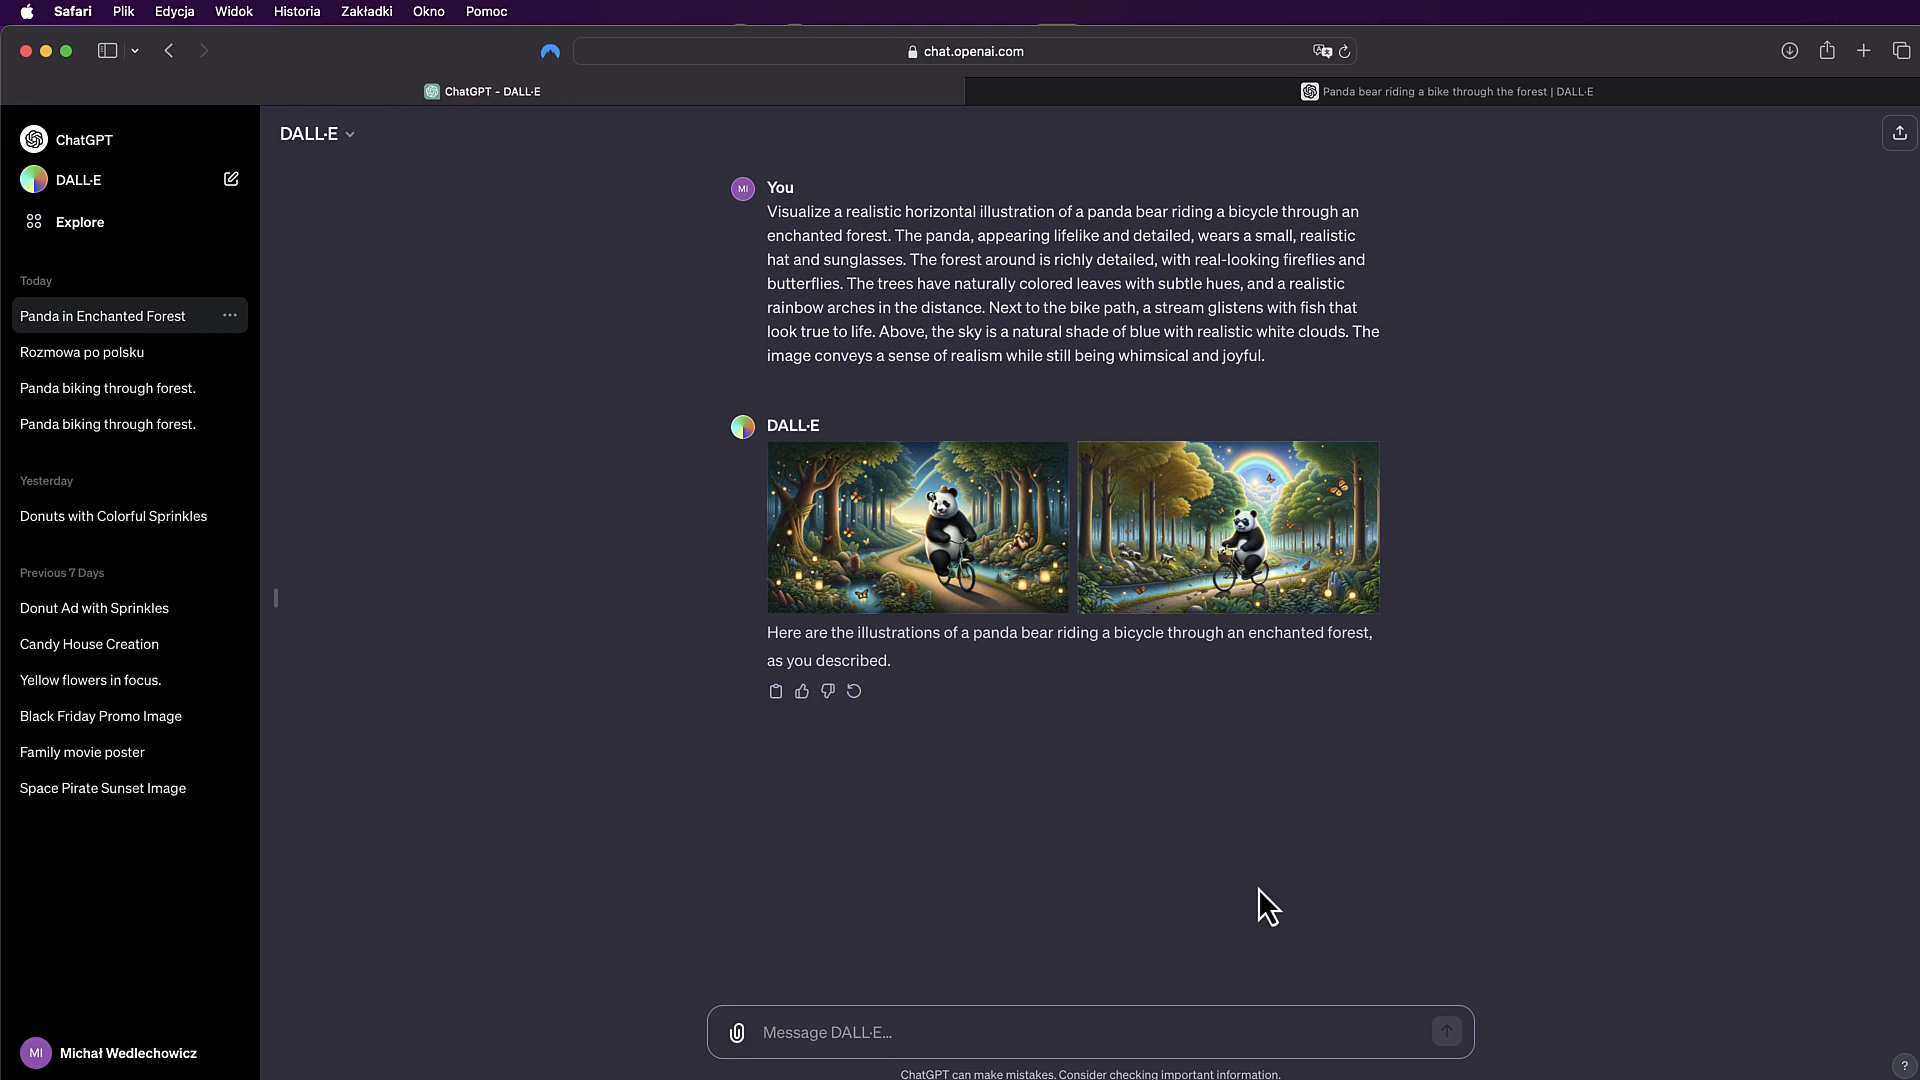 Safari Plik Edycja Widok Historia Zakładki Okno Pomoc
chat.openai.com
ChatGPT - DALL·E
Panda bear riding a bike through the forest | DALL·E
ChatGPT
DALL·E
Explore
Today
Panda in Enchanted Forest
Rozmowa po polsku
Panda biking through forest.
Panda biking through forest.
Yesterday
Donuts with Colorful Sprinkles
Previous 7 Days
Donut Ad with Sprinkles
Candy House Creation
Yellow flowers in focus.
Black Friday Promo Image
Family movie poster
Space Pirate Sunset Image
MI Michał Wedlechowicz
DALL·E
MI You
Visualize a realistic horizontal illustration of a panda bear riding a bicycle through an
enchanted forest. The panda, appearing lifelike and detailed, wears a small, realistic
hat and sunglasses. The forest around is richly detailed, with real-looking fireflies and
butterflies. The trees have naturally colored leaves with subtle hues, and a realistic
rainbow arches in the distance. Next to the bike path, a stream glistens with fish that
look true to life. Above, the sky is a natural shade of blue with realistic white clouds. The
image conveys a sense of realism while still being whimsical and joyful.
DALL·E
Here are the illustrations of a panda bear riding a bicycle through an enchanted forest,
as you described.
Message DALL·E...
ChatGPT can make mistakes. Consider checking important information.
?